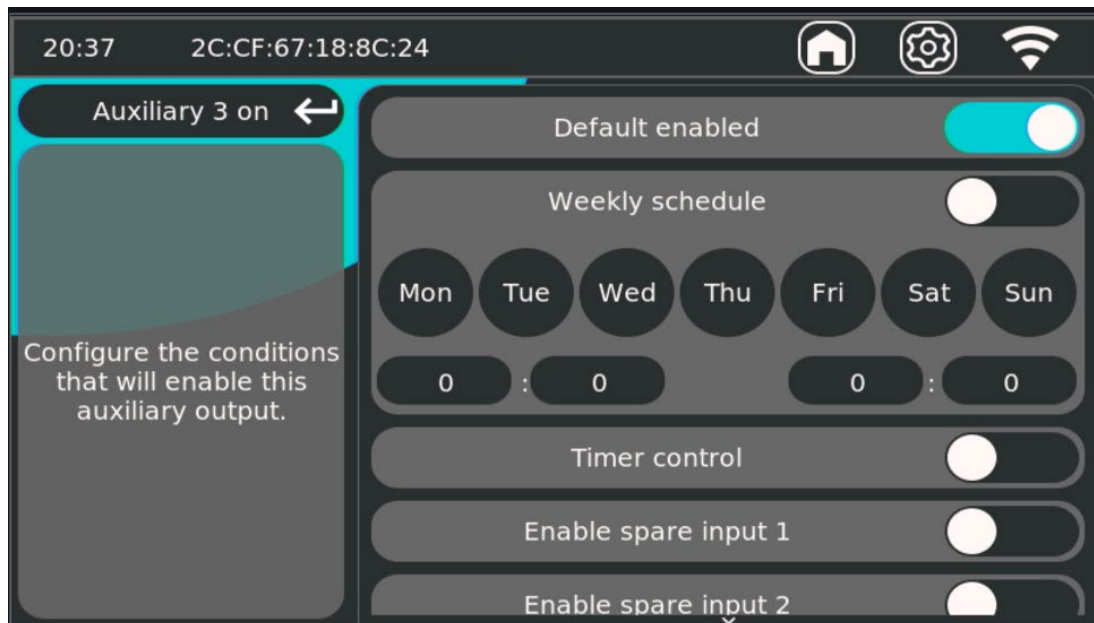 20:37 2C:CF:67:18:8C:24
Auxiliary 3 on
Configure the conditions
that will enable this
auxiliary output.
Default enabled
Weekly schedule
Mon Tue Wed Thu Fri Sat Sun
0 : 0 0 : 0
Timer control
Enable spare input 1
Enable spare input 2